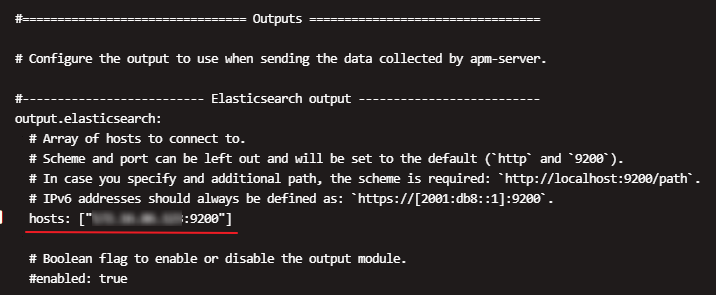 #=============================== Outputs ================================
# Configure the output to use when sending the data collected by apm-server.
#-------------------------- Elasticsearch output --------------------------
output.elasticsearch:
# Array of hosts to connect to.
# Scheme and port can be left out and will be set to the default (`http` and `9200`).
# In case you specify and additional path, the scheme is required: `http://localhost:9200/path`.
# IPv6 addresses should always be defined as: `https://[2001:db8::1]:9200`.
hosts: [":9200"]
# Boolean flag to enable or disable the output module.
#enabled: true